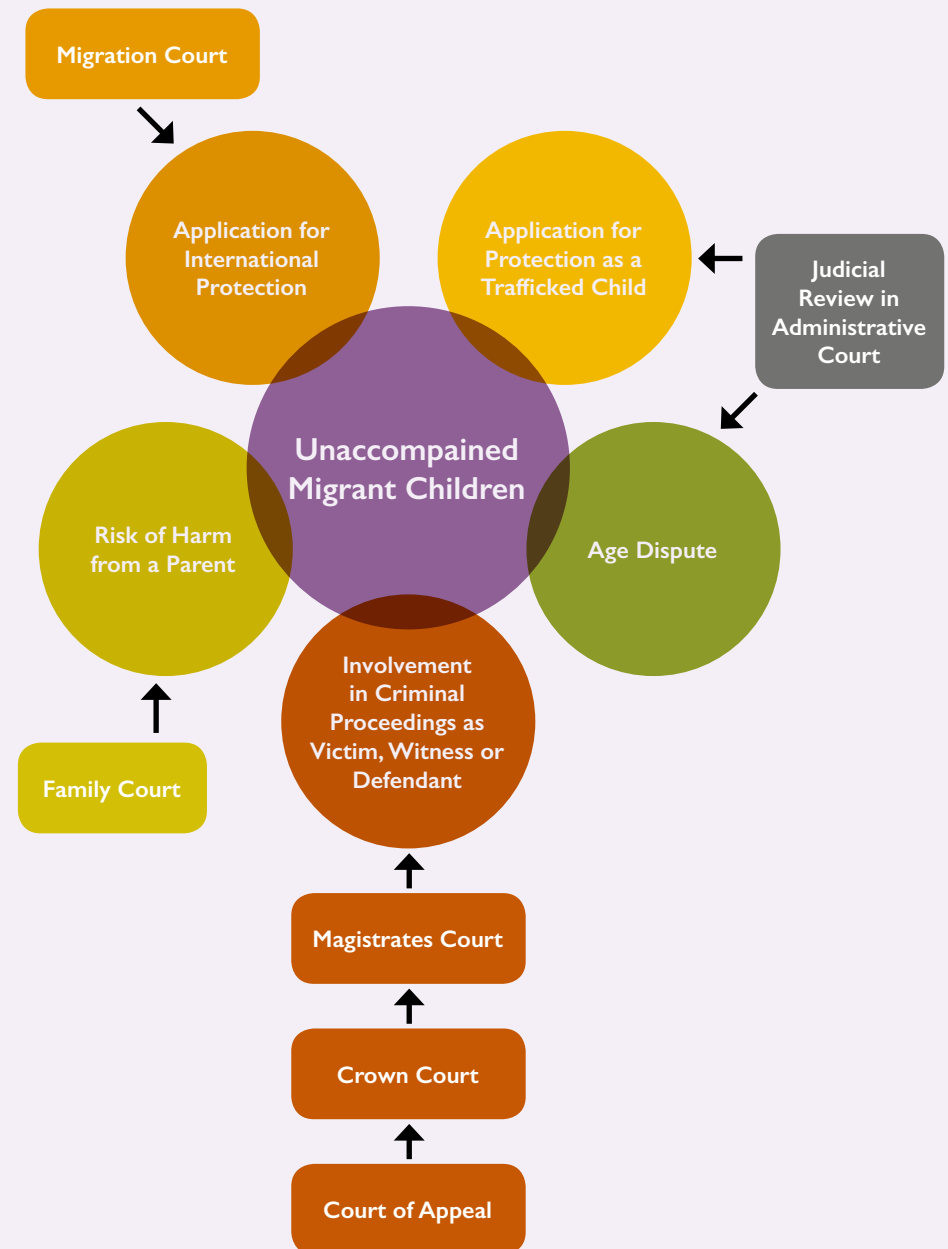 Migration Court
Application for
International
Protection
Application for
Protection as a
Trafficked Child
Judicial
Review in
Administrative
Court
Unaccompained
Migrant Children
Risk of Harm
from a Parent
Age Dispute
Involvement
in Criminal
Proceedings as
Victim, Witness or
Defendant
Family Court
Magistrates Court
Crown Court
Court of Appeal